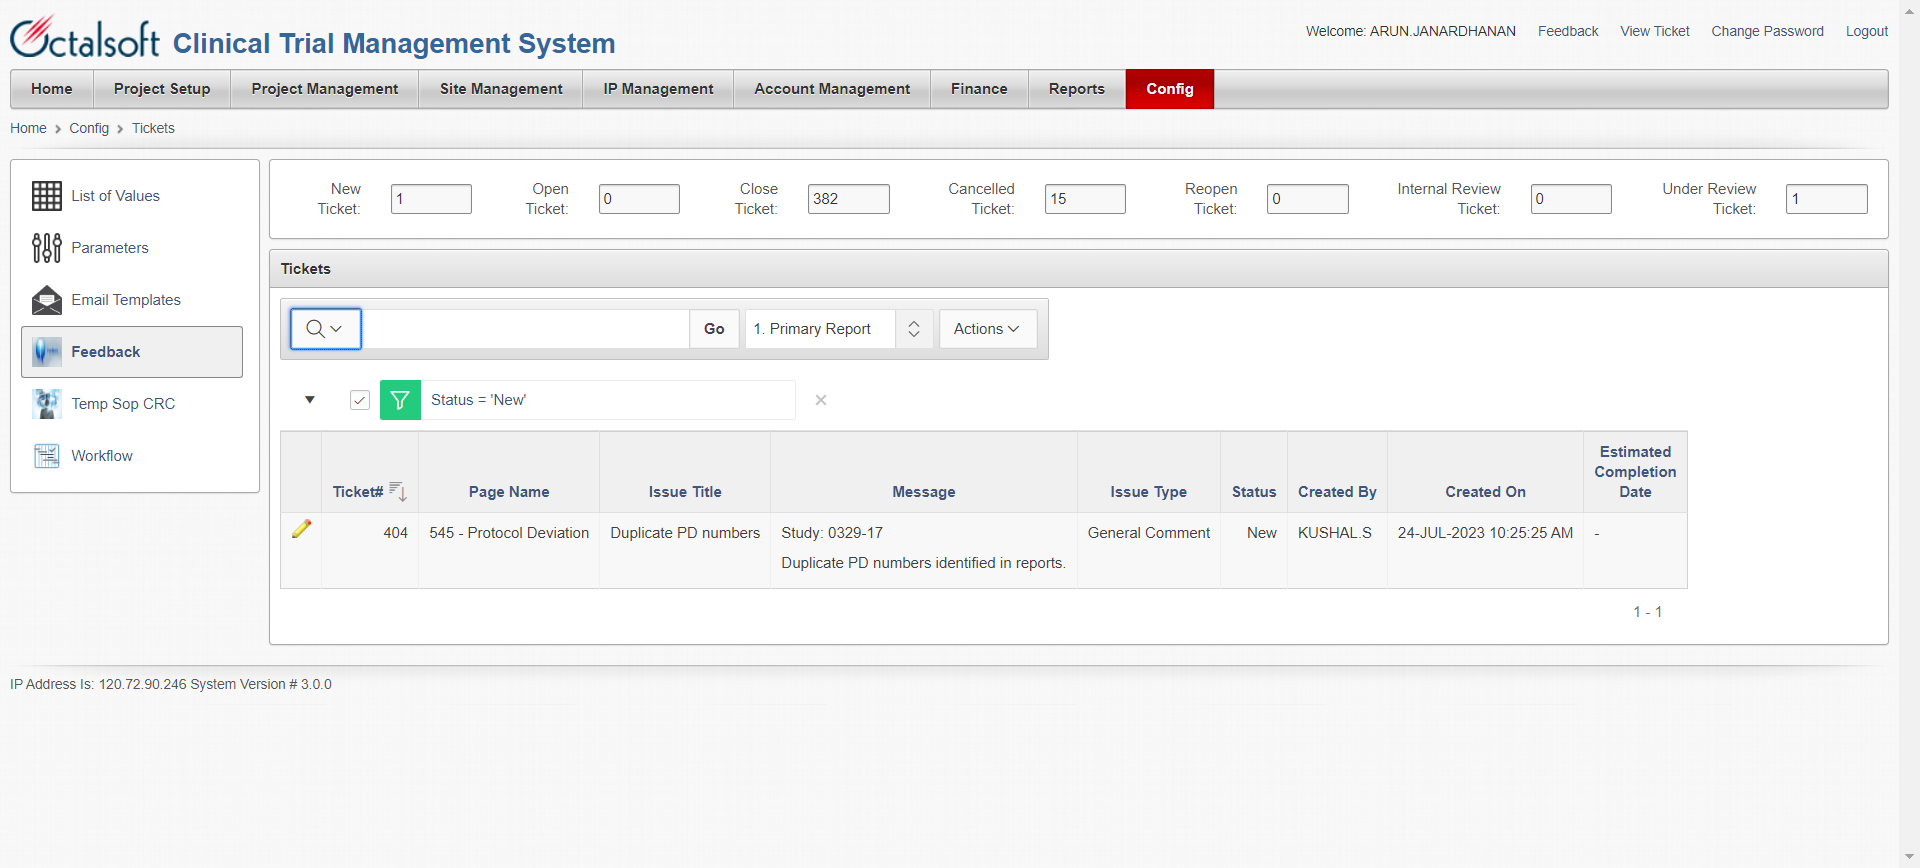 Octalsoft Clinical Trial Management System
Welcome: ARUN.JANARDHANAN Feedback View Ticket Change Password Logout
Home Project Setup Project Management Site Management IP Management Account Management Finance Reports Config
Home Config Tickets
List of Values
Parameters
Email Templates
Feedback
Temp Sop CRC
Workflow
New Ticket: 1
Open Ticket: 0
Close Ticket: 382
Cancelled Ticket: 15
Reopen Ticket: 0
Internal Review Ticket: 0
Under Review Ticket: 1
Tickets
Go 1. Primary Report Actions
Status = 'New'
Ticket# Page Name Issue Title Message Issue Type Status Created By Created On Estimated Completion Date
404 545 - Protocol Deviation Duplicate PD numbers Study: 0329-17 General Comment New KUSHAL.S 24-JUL-2023 10:25:25 AM -
Duplicate PD numbers identified in reports.
1 - 1
IP Address Is: 120.72.90.246 System Version # 3.0.0